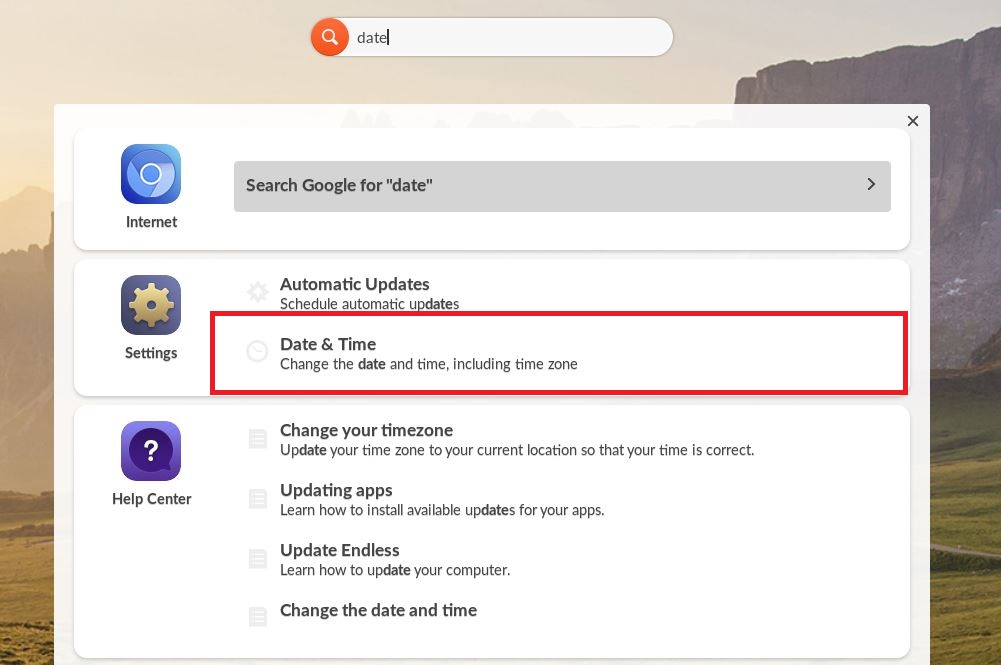 date
Internet
Search Google for "date"
Settings
Automatic Updates
Schedule automatic updates
Date & Time
Change the date and time, including time zone
Help Center
Change your timezone
Update your time zone to your current location so that your time is correct.
Updating apps
Learn how to install available updates for your apps.
Update Endless
Learn how to update your computer.
Change the date and time